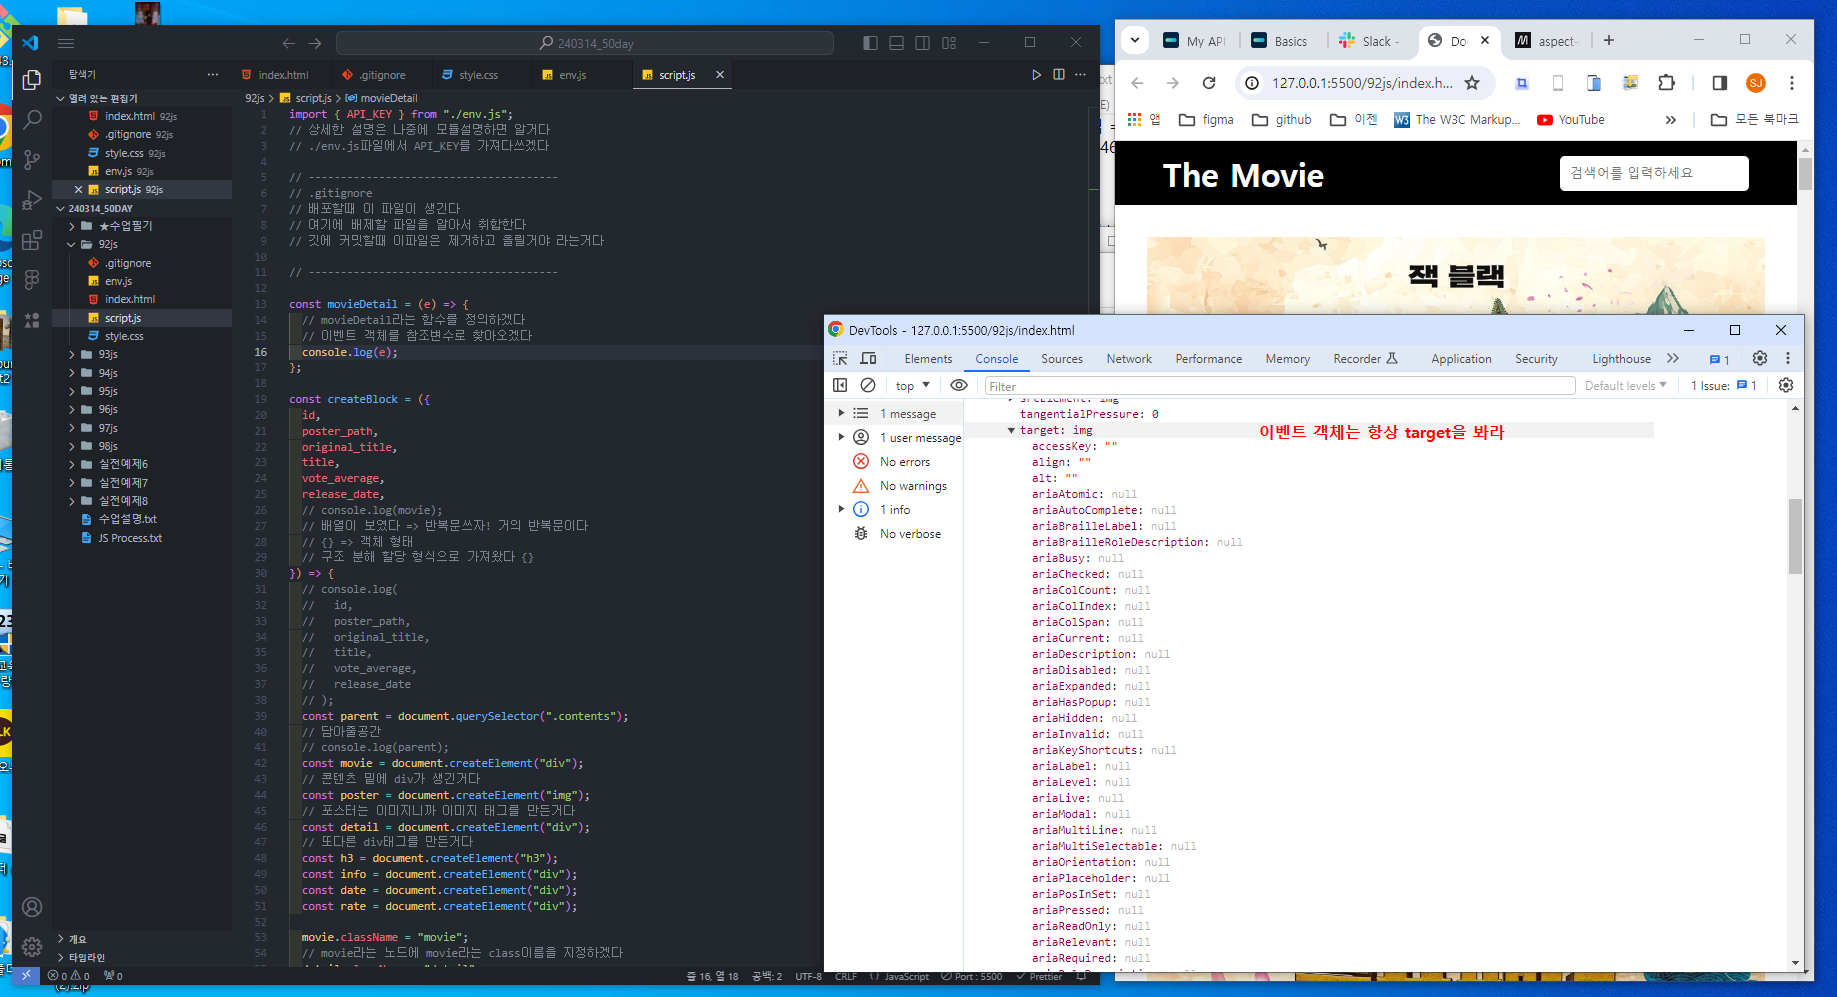 240314_50day
탐색기
index.html
.gitignore
style.css
env.js
script.js
열려 있는 편집기
index.html 92js
.gitignore 92js
style.css 92js
env.js 92js
script.js 92js
240314_50DAY
★수업필기
92js
.gitignore
env.js
index.html
script.js
style.css
93js
94js
95js
96js
97js
98js
실전예제6
실전예제7
실전예제8
수업설명.txt
JS Process.txt
개요
타임라인
92js > script.js > movieDetail
1 import { API_KEY } from "./env.js";
2 // 상세한 설명은 나중에 모듈설명하면 알거다
3 // ./env.js파일에서 API_KEY를 가져다쓰겠다
4
5 // ---------------------------------------
6 // .gitignore
7 // 배포할때 이 파일이 생긴다
8 // 여기에 배제할 파일을 알아서 취합한다
9 // 깃에 커밋할때 이파일은 제거하고 올릴거야 라는거다
10
11 // ---------------------------------------
12
13 const movieDetail = (e) => {
14 // movieDetail라는 함수를 정의하겠다
15 // 이벤트 객체를 참조변수로 찾아오겠다
16 console.log(e);
17 };
18
19 const createBlock = ({
20 id,
21 poster_path,
22 original_title,
23 title,
24 vote_average,
25 release_date,
26 // console.log(movie);
27 // 배열이 보였다 => 반복문쓰자! 거의 반복문이다
28 // {} => 객체 형태
29 // 구조 분해 할당 형식으로 가져왔다 {}
30 }) => {
31 // console.log(
32 // id,
33 // poster_path,
34 // original_title,
35 // title,
36 // vote_average,
37 // release_date
38 // );
39 const parent = document.querySelector(".contents");
40 // 담아줄공간
41 // console.log(parent);
42 const movie = document.createElement("div");
43 // 콘텐츠 밑에 div가 생긴거다
44 const poster = document.createElement("img");
45 // 포스터는 이미지니까 이미지 태그를 만든거다
46 const detail = document.createElement("div");
47 // 또다른 div태그를 만든거다
48 const h3 = document.createElement("h3");
49 const info = document.createElement("div");
50 const date = document.createElement("div");
51 const rate = document.createElement("div");
52
53 movie.className = "movie";
54 // movie라는 노드에 movie라는 class이름을 지정하겠다
0 0 0
줄 16, 열 18 공백: 2 UTF-8 CRLF JavaScript Port : 5500 Prettier
My API
Basics
Slack -
Do
aspect-
127.0.0.1:5500/92js/index.h...
SJ
앱
figma
github
이젠
The W3C Markup...
YouTube
모든 북마크
The Movie
검색어를 입력하세요
잭 블랙
DevTools - 127.0.0.1:5500/92js/index.html
Elements Console Sources Network Performance Memory Recorder Application Security Lighthouse 1
top Filter Default levels 1 Issue: 1
1 message
1 user message
No errors
No warnings
1 info
No verbose
srcElement: img
tangentialPressure: 0
target: img
이벤트 객체는 항상 target을 봐라
accessKey: ""
align: ""
alt: ""
ariaAtomic: null
ariaAutoComplete: null
ariaBrailleLabel: null
ariaBrailleRoleDescription: null
ariaBusy: null
ariaChecked: null
ariaColCount: null
ariaColIndex: null
ariaColSpan: null
ariaCurrent: null
ariaDescription: null
ariaDisabled: null
ariaExpanded: null
ariaHasPopup: null
ariaHidden: null
ariaInvalid: null
ariaKeyShortcuts: null
ariaLabel: null
ariaLevel: null
ariaLive: null
ariaModal: null
ariaMultiLine: null
ariaMultiSelectable: null
ariaOrientation: null
ariaPlaceholder: null
ariaPosInSet: null
ariaPressed: null
ariaReadOnly: null
ariaRelevant: null
ariaRequired: null